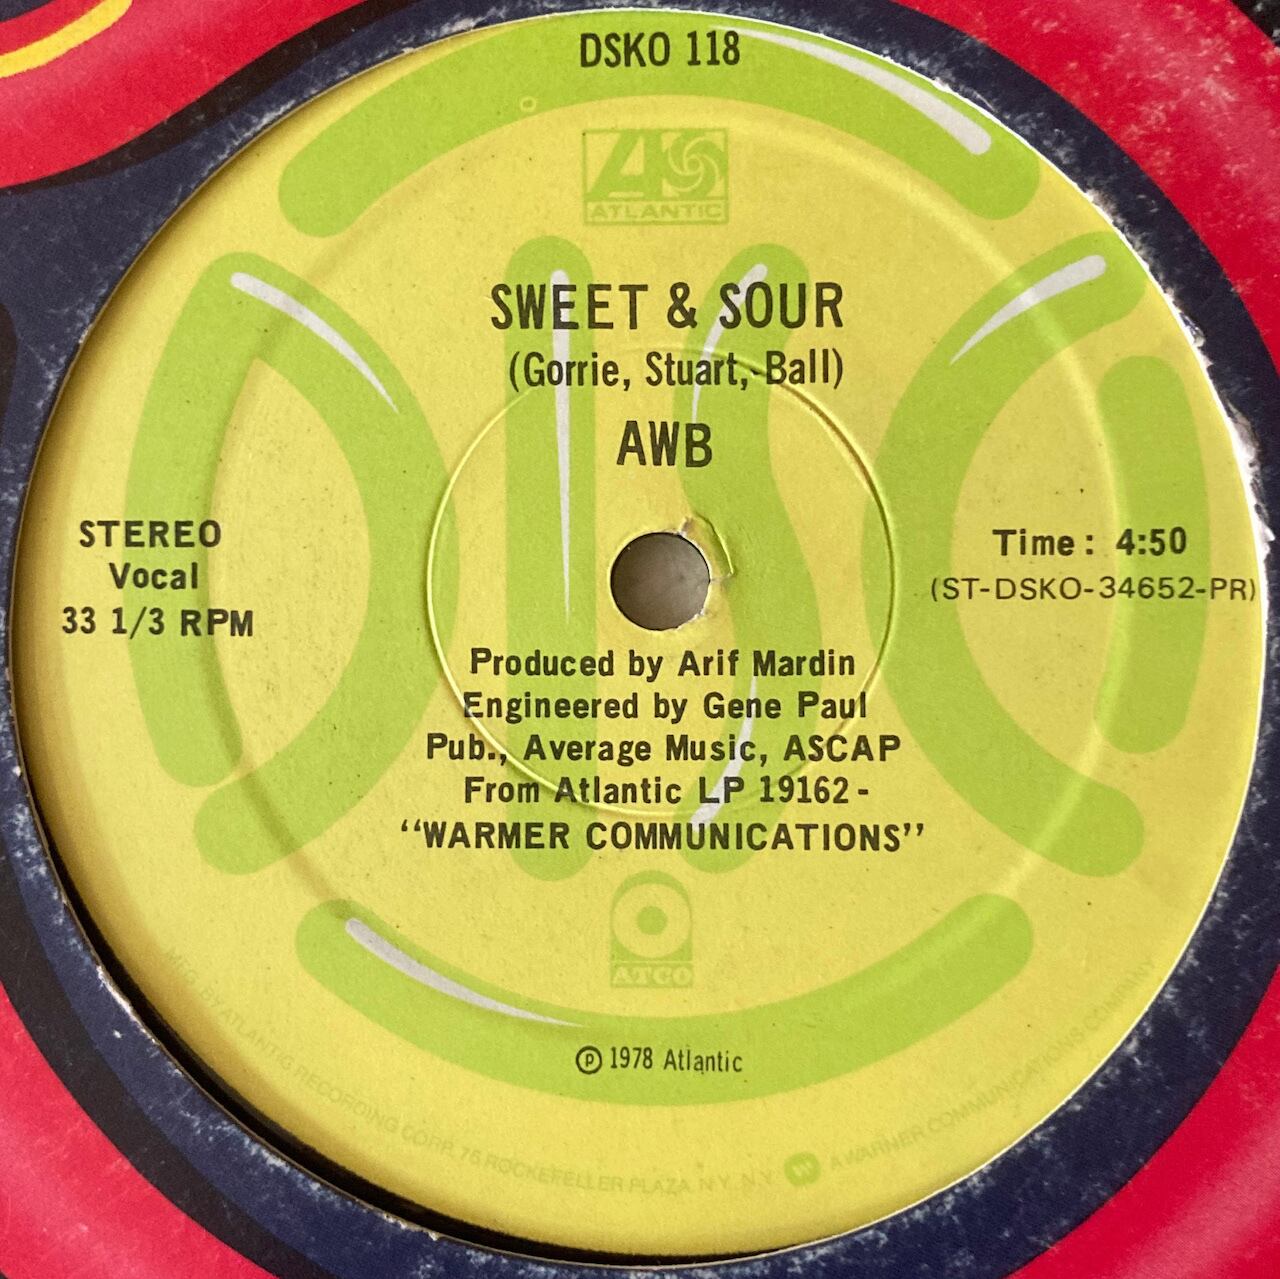 DSKO 118
ATLANTIC
SWEET & SOUR
(Gorrie, Stuart, Ball)
AWB
STEREO
Vocal
33 1/3 RPM
Time: 4:50
(ST-DSKO-34652-PR)
Produced by Arif Mardin
Engineered by Gene Paul
Pub., Average Music, ASCAP
From Atlantic LP 19162-
"WARMER COMMUNICATIONS"
DISCO
ATCO
℗ 1978 Atlantic
MFG. BY ATLANTIC RECORDING CORP. 75 ROCKEFELLER PLAZA N.Y. N.Y. A WARNER COMMUNICATIONS COMPANY